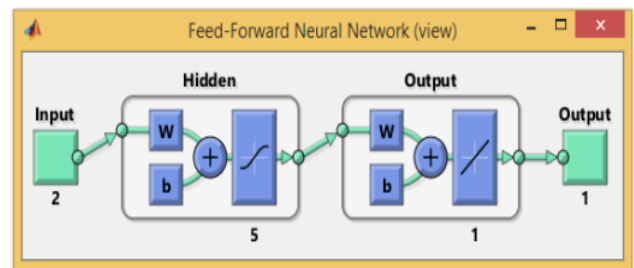 Feed-Forward Neural Network (view)
Hidden
Output
Input
Output
W
W
+
+
b
b
2
1
5
1